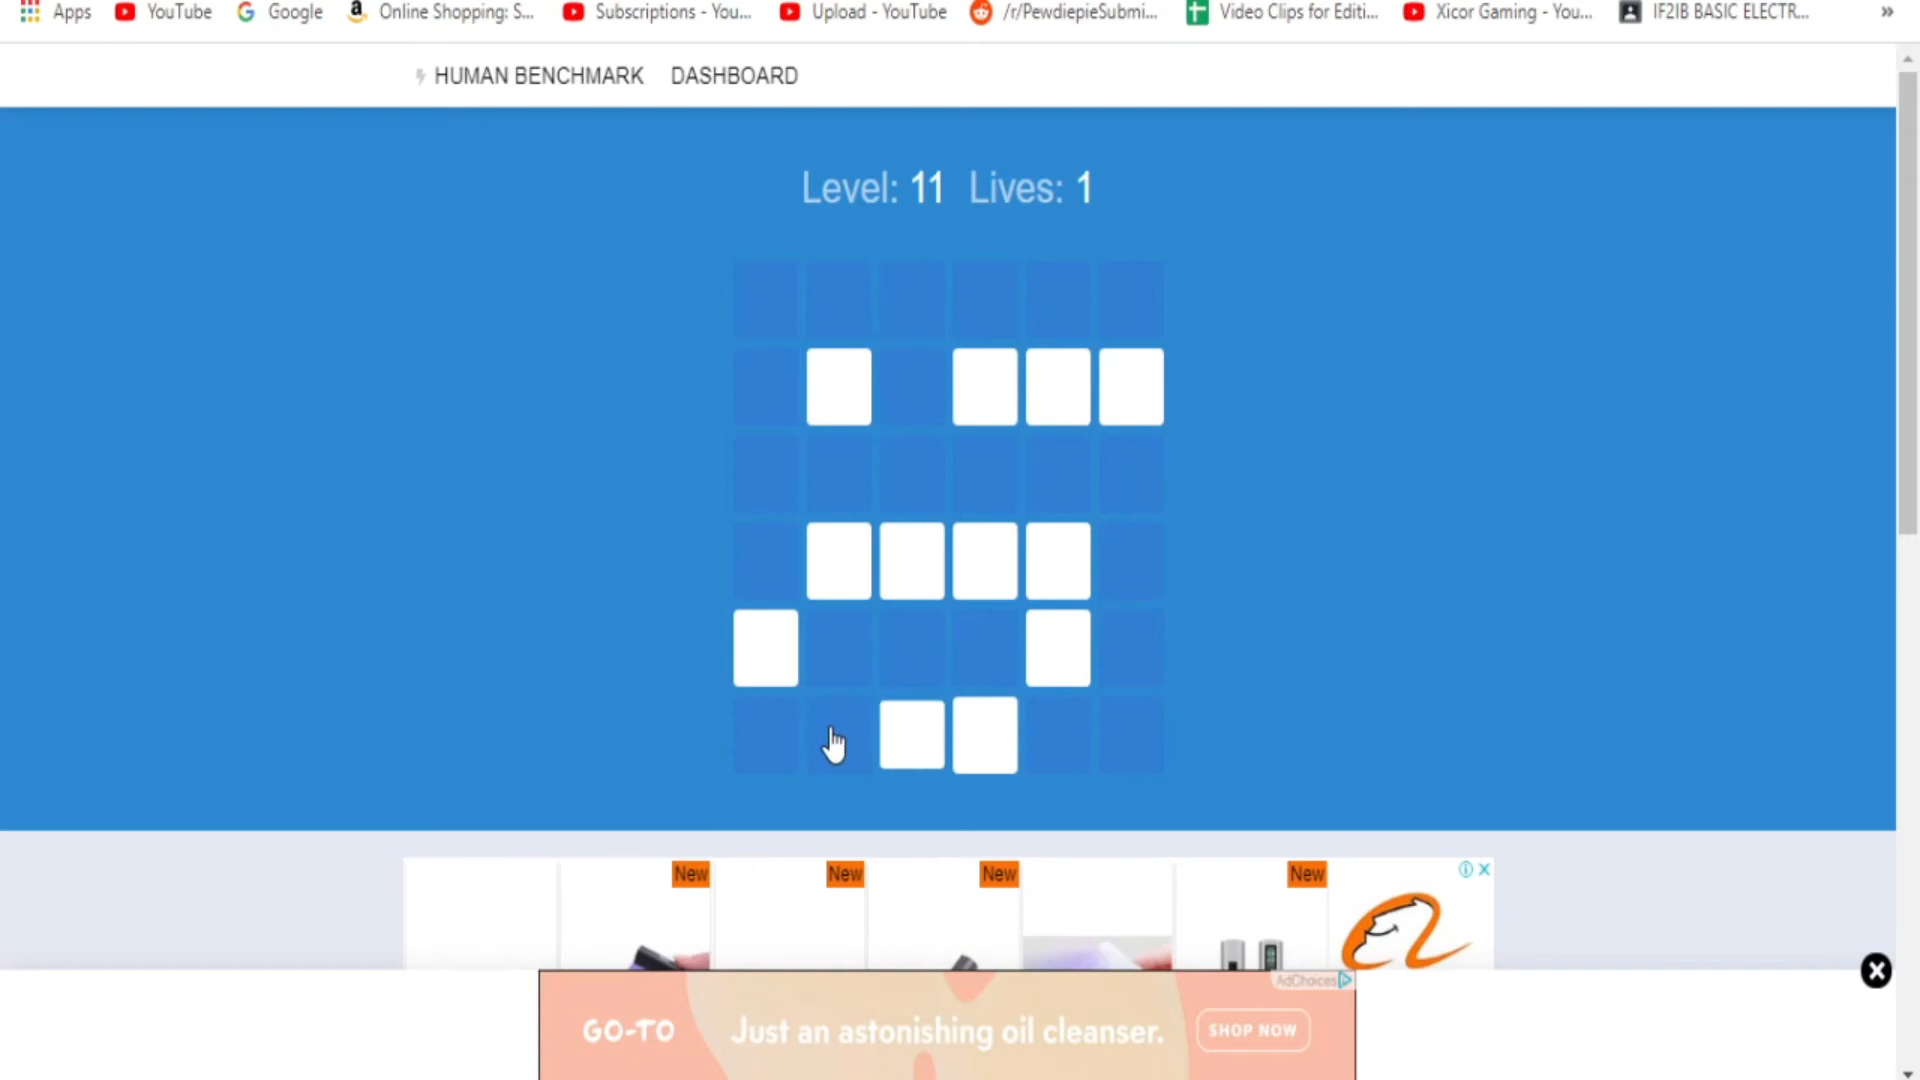 Apps YouTube Google Online Shopping: S... Subscriptions - You... Upload - YouTube /r/PewdiepieSubmi... Video Clips for Editi... Xicor Gaming - You... IF2IB BASIC ELECTR... »
HUMAN BENCHMARK DASHBOARD
Level: 11 Lives: 1
New New New New
AdChoices
GO-TO Just an astonishing oil cleanser. SHOP NOW